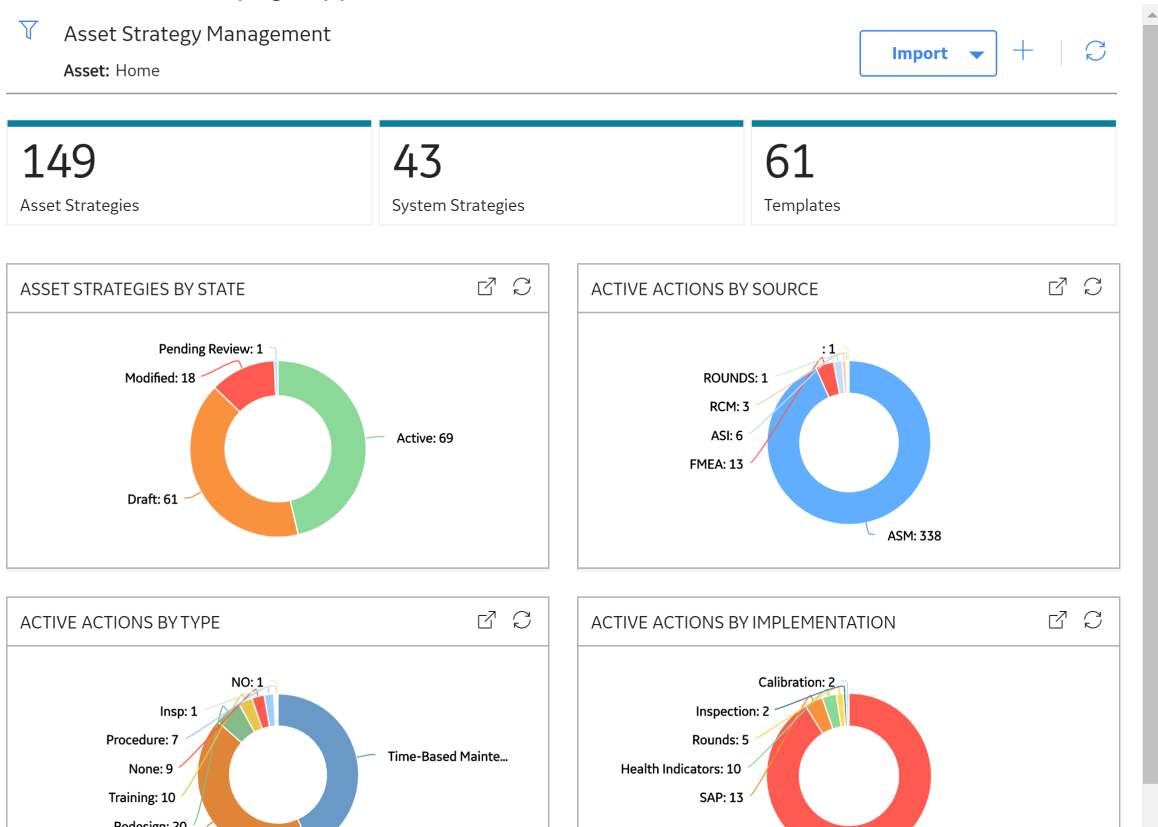 Asset Strategy Management
Asset: Home
Import
149
Asset Strategies
43
System Strategies
61
Templates
ASSET STRATEGIES BY STATE
Pending Review: 1
Modified: 18
Active: 69
Draft: 61
ACTIVE ACTIONS BY SOURCE
: 1
ROUNDS: 1
RCM: 3
ASI: 6
FMEA: 13
ASM: 338
ACTIVE ACTIONS BY TYPE
NO: 1
Insp: 1
Procedure: 7
None: 9
Training: 10
Redesign: 20
Time-Based Mainte...
ACTIVE ACTIONS BY IMPLEMENTATION
Calibration: 2
Inspection: 2
Rounds: 5
Health Indicators: 10
SAP: 13